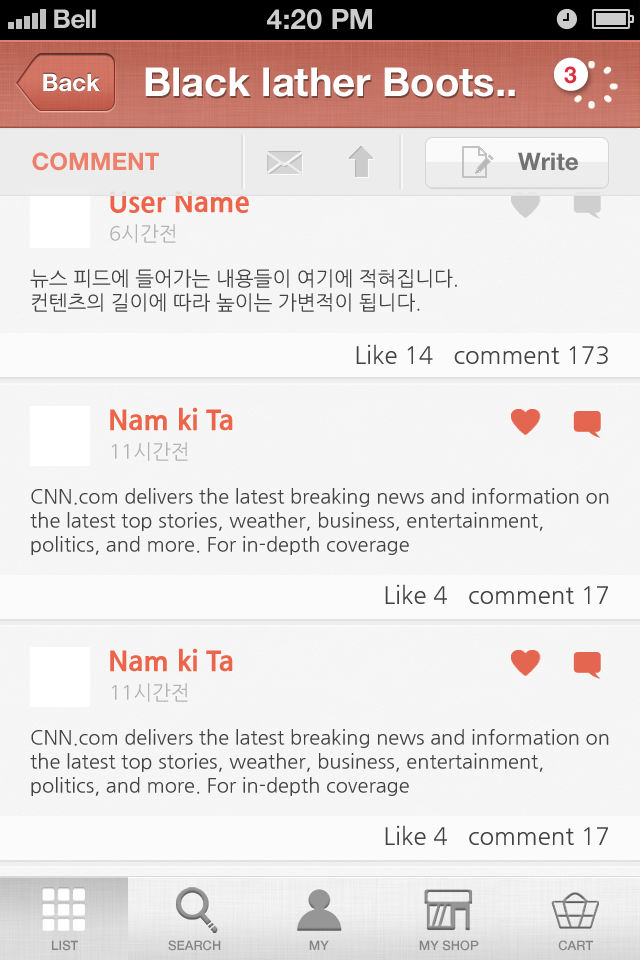 Bell 4:20 PM
Back Black lather Boots.. 3
COMMENT Write
User Name
6시간전
뉴스 피드에 들어가는 내용들이 여기에 적혀집니다.
컨텐츠의 길이에 따라 높이는 가변적이 됩니다.
Like 14 comment 173
Nam ki Ta
11시간전
CNN.com delivers the latest breaking news and information on
the latest top stories, weather, business, entertainment,
politics, and more. For in-depth coverage
Like 4 comment 17
Nam ki Ta
11시간전
CNN.com delivers the latest breaking news and information on
the latest top stories, weather, business, entertainment,
politics, and more. For in-depth coverage
Like 4 comment 17
LIST SEARCH MY MY SHOP CART